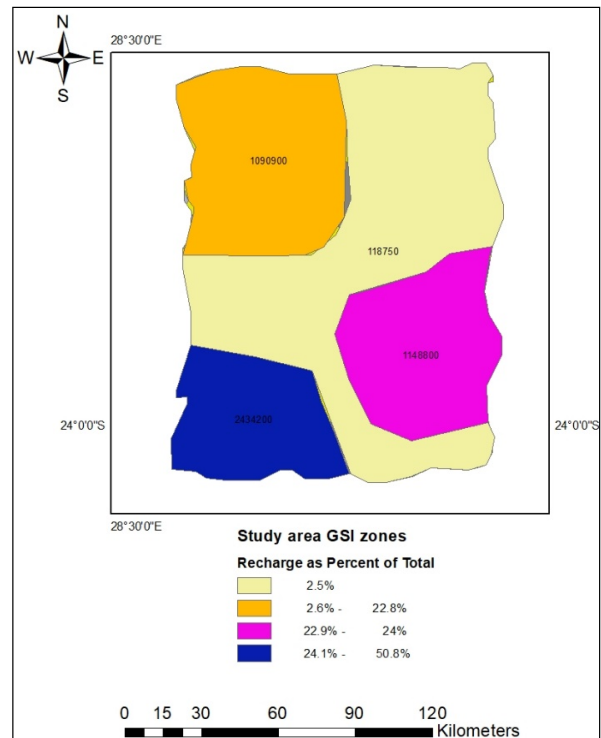 N
W E
S
28°30'0"E
1090900
118750
1148800
2434200
24°0'0"S 24°0'0"S
28°30'0"E
Study area GSI zones
Recharge as Percent of Total
2.5%
2.6% - 22.8%
22.9% - 24%
24.1% - 50.8%
0 15 30 60 90 120
Kilometers